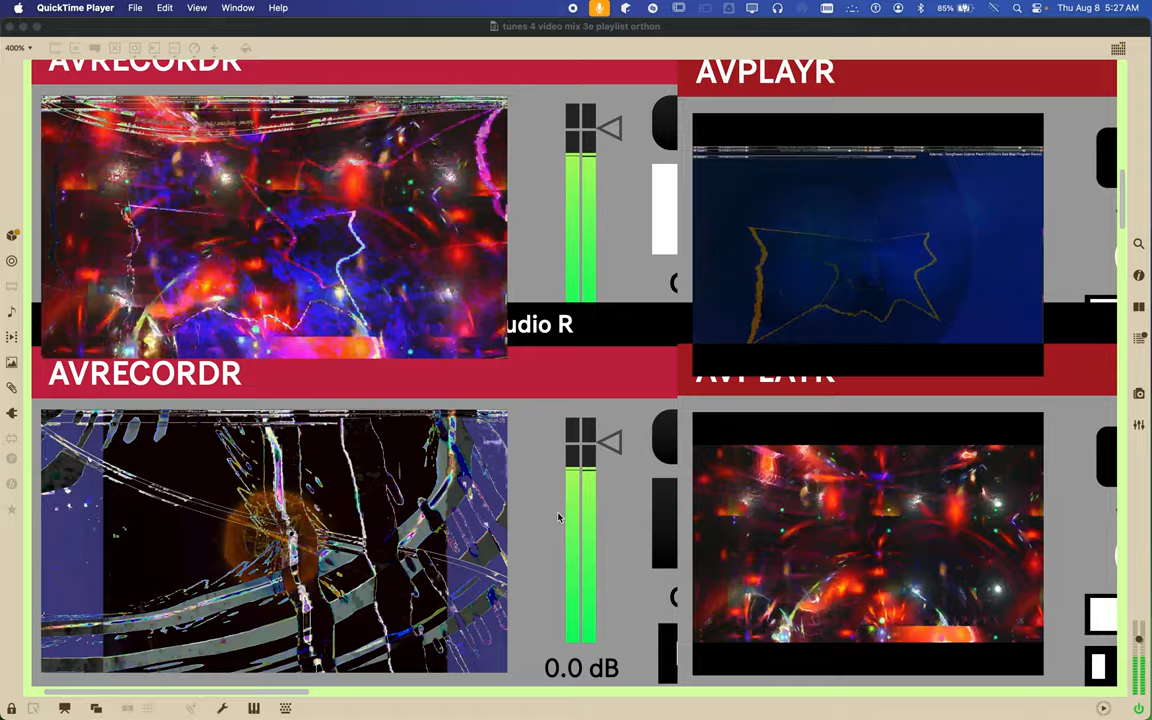 QuickTime Player File Edit View Window Help
85% Thu Aug 8 5:27 AM
tunes 4 video mix 3e playlist orthon
400%
AVRECORDR
AVPLAYR
udio R
AVRECORDR
AVPLAYR
0.0 dB